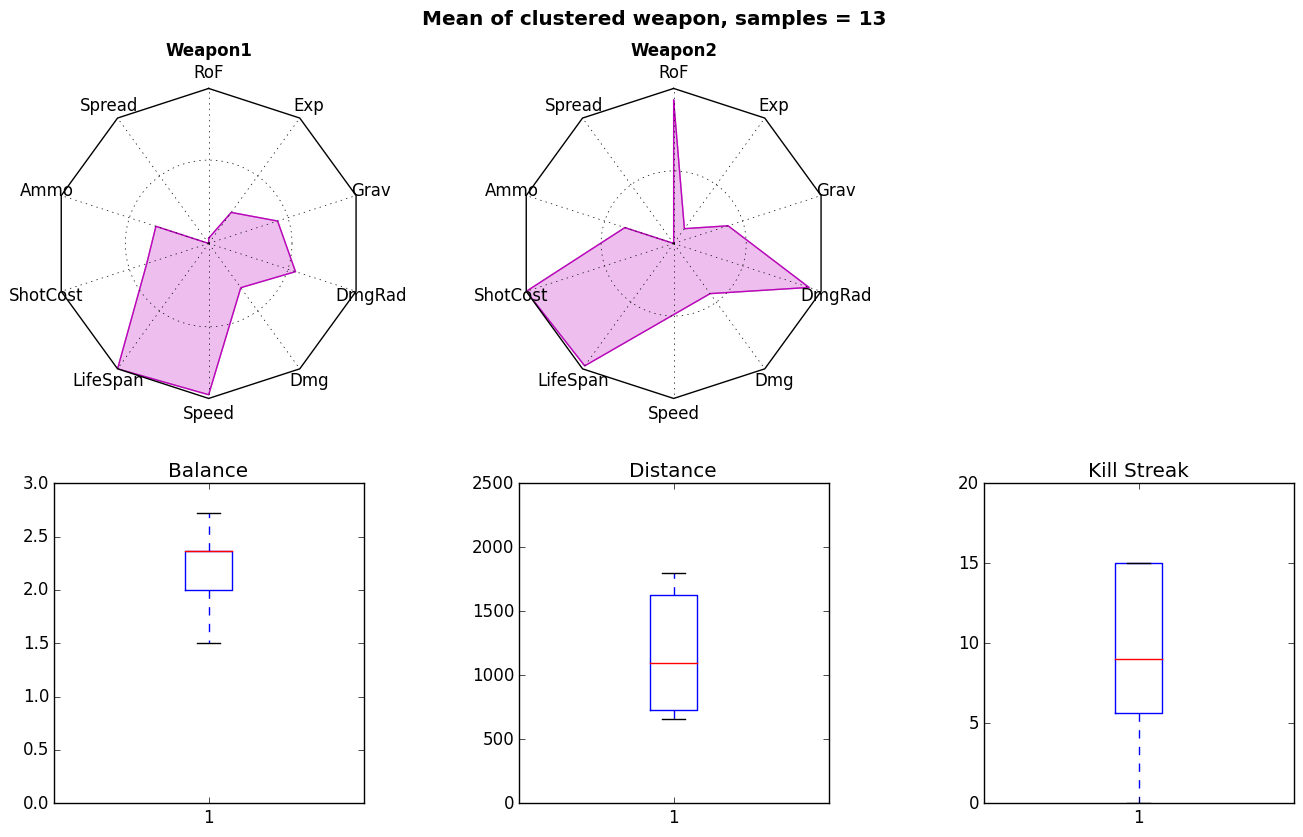 Mean of clustered weapon, samples = 13
Weapon1
RoF
Spread
Exp
Ammo
Grav
ShotCost
DmgRad
LifeSpan
Dmg
Speed
Weapon2
RoF
Spread
Exp
Ammo
Grav
ShotCost
DmgRad
LifeSpan
Dmg
Speed
Balance
3.0
2.5
2.0
1.5
1.0
0.5
0.0
1
Distance
2500
2000
1500
1000
500
0
1
Kill Streak
20
15
10
5
0
1